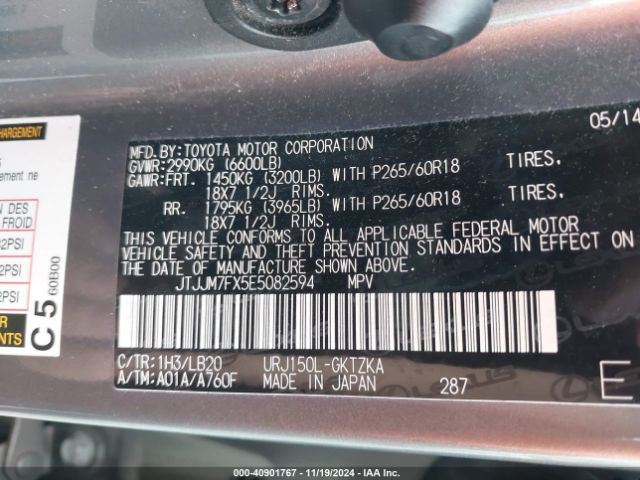 MFD.BY:TOYOTA MOTOR CORPORATION 05/14
GVWR:2990KG (6600LB)
GAWR:FRT. 1450KG (3200LB) WITH P265/60R18 TIRES.
18X7 1/2J RIMS.
RR. 1795KG (3965LB) WITH P265/60R18 TIRES.
18X7 1/2J RIMS.
THIS VEHICLE CONFORMS TO ALL APPLICABLE FEDERAL MOTOR
VEHICLE SAFETY AND THEFT PREVENTION STANDARDS IN EFFECT ON
THE DATE OF MANUFACTURE SHOWN ABOVE.
JTJJM7FX5E5082594 MPV
C/TR:1H3/LB20 URJ150L-GKTZKA
A/TM:A01A/A760F MADE IN JAPAN 287
E
CHARGEMENT
ement ne
N DES
FROID
2PSI
2PSI
C5
60B00
000-40901767 - 11/19/2024 - IAA Inc.